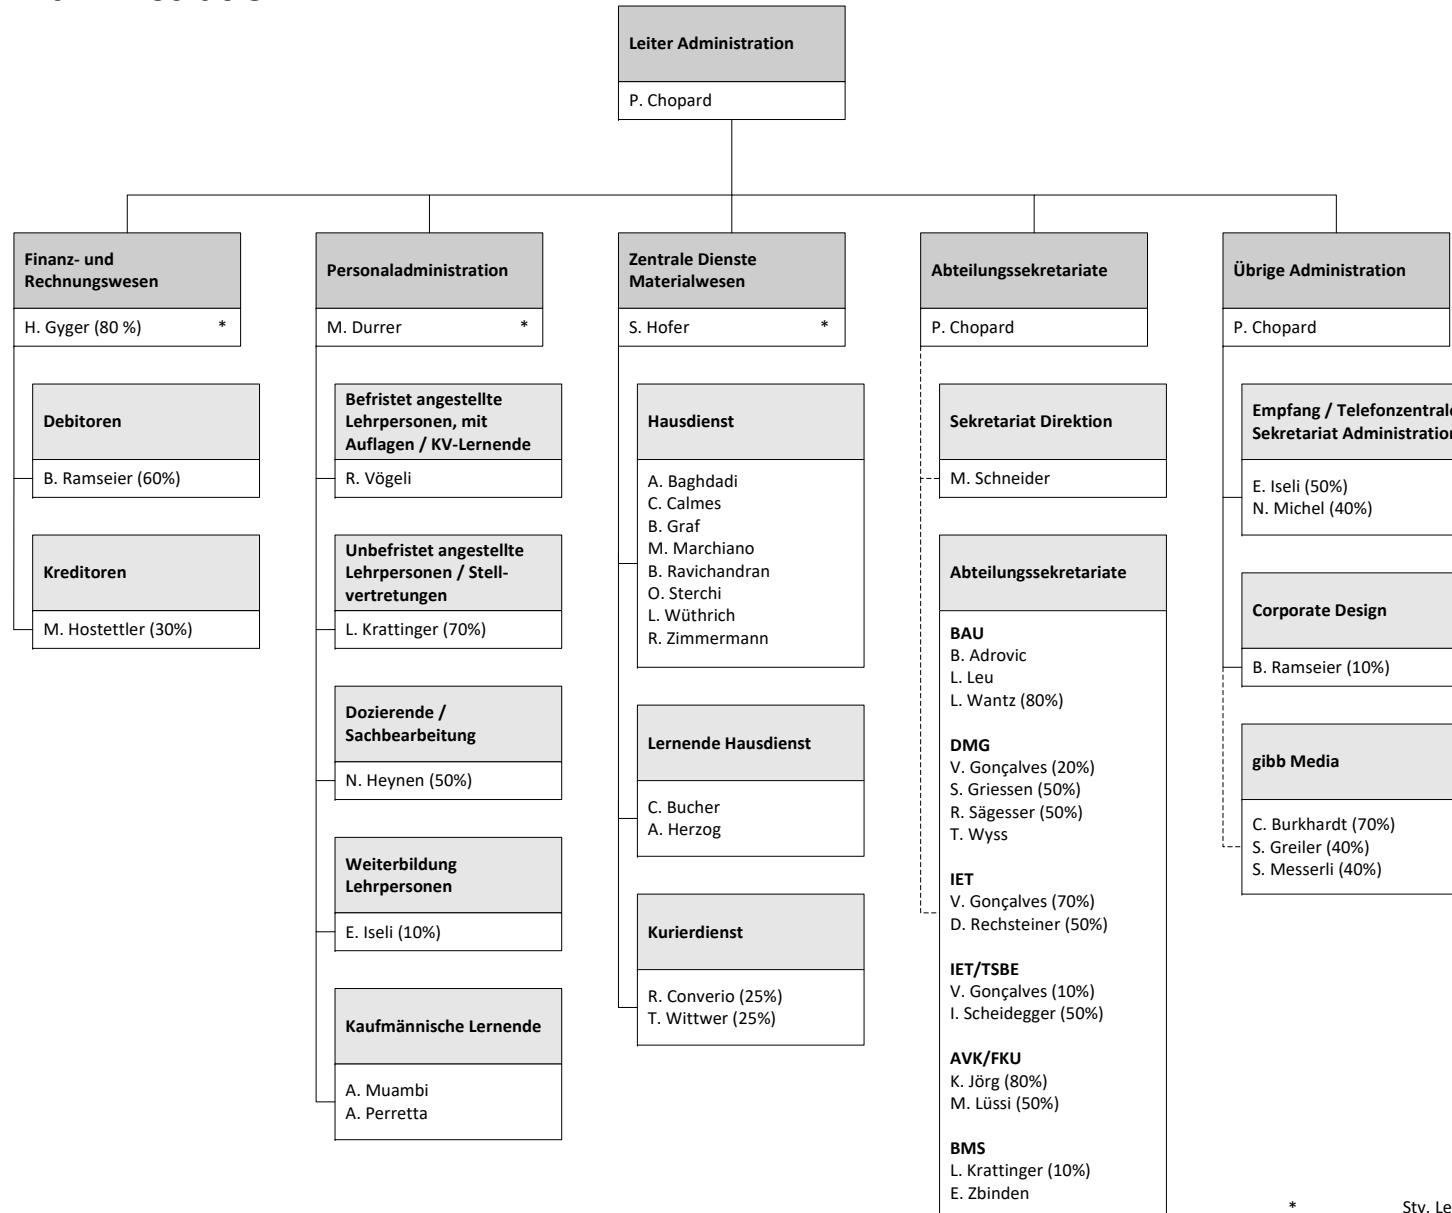 Leiter Administration
P. Chopard
Finanz- und
Rechnungswesen
H. Gyger (80 %) *
Debitoren
B. Ramseier (60%)
Kreditoren
M. Hostettler (30%)
Personaladministration
M. Durrer *
Befristet angestellte
Lehrpersonen, mit
Auflagen / KV-Lernende
R. Vögeli
Unbefristet angestellte
Lehrpersonen / Stell-
vertretungen
L. Krattinger (70%)
Dozierende /
Sachbearbeitung
N. Heynen (50%)
Weiterbildung
Lehrpersonen
E. Iseli (10%)
Kaufmännische Lernende
A. Muambi
A. Perretta
Zentrale Dienste
Materialwesen
S. Hofer *
Hausdienst
A. Baghdadi
C. Calmes
B. Graf
M. Marchiano
B. Ravichandran
O. Sterchi
L. Wüthrich
R. Zimmermann
Lernende Hausdienst
C. Bucher
A. Herzog
Kurierdienst
R. Converio (25%)
T. Wittwer (25%)
Abteilungssekretariate
P. Chopard
Sekretariat Direktion
M. Schneider
Abteilungssekretariate
BAU
B. Adrovic
L. Leu
L. Wantz (80%)
DMG
V. Gonçalves (20%)
S. Griessen (50%)
R. Sägesser (50%)
T. Wyss
IET
V. Gonçalves (70%)
D. Rechsteiner (50%)
IET/TSBE
V. Gonçalves (10%)
I. Scheidegger (50%)
AVK/FKU
K. Jörg (80%)
M. Lüssi (50%)
BMS
L. Krattinger (10%)
E. Zbinden
Übrige Administration
P. Chopard
Empfang / Telefonzentrale
Sekretariat Administration
E. Iseli (50%)
N. Michel (40%)
Corporate Design
B. Ramseier (10%)
gibb Media
C. Burkhardt (70%)
S. Greiler (40%)
S. Messerli (40%)
* Stv.